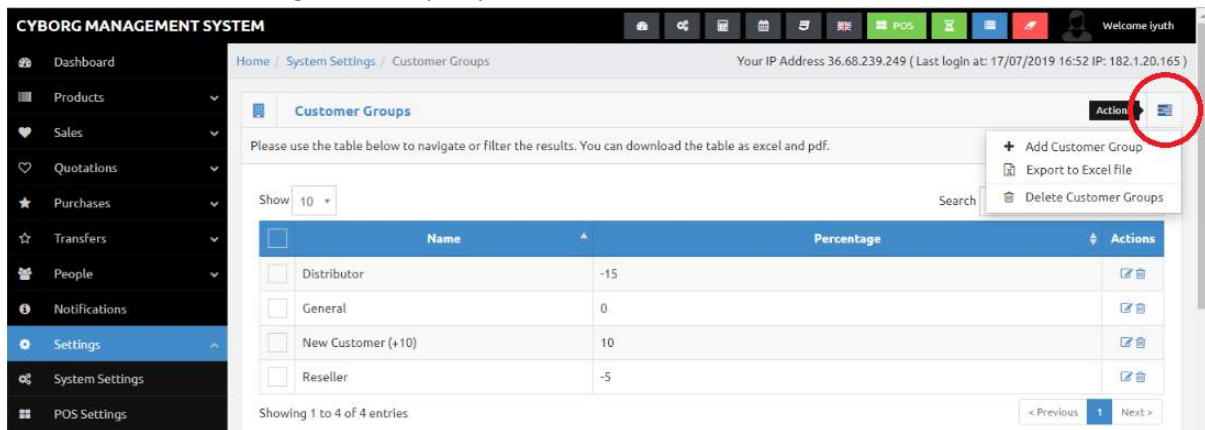 CYBORG MANAGEMENT SYSTEM
POS
Welcome iyuth
Dashboard
Products
Sales
Quotations
Purchases
Transfers
People
Notifications
Settings
System Settings
POS Settings
Home / System Settings / Customer Groups
Your IP Address 36.68.239.249 ( Last login at: 17/07/2019 16:52 IP: 182.1.20.165 )
Customer Groups
Action
Please use the table below to navigate or filter the results. You can download the table as excel and pdf.
Add Customer Group
Export to Excel file
Delete Customer Groups
Show 10
Search
Name Percentage Actions
Distributor -15
General 0
New Customer (+10) 10
Reseller -5
Showing 1 to 4 of 4 entries
< Previous 1 Next >